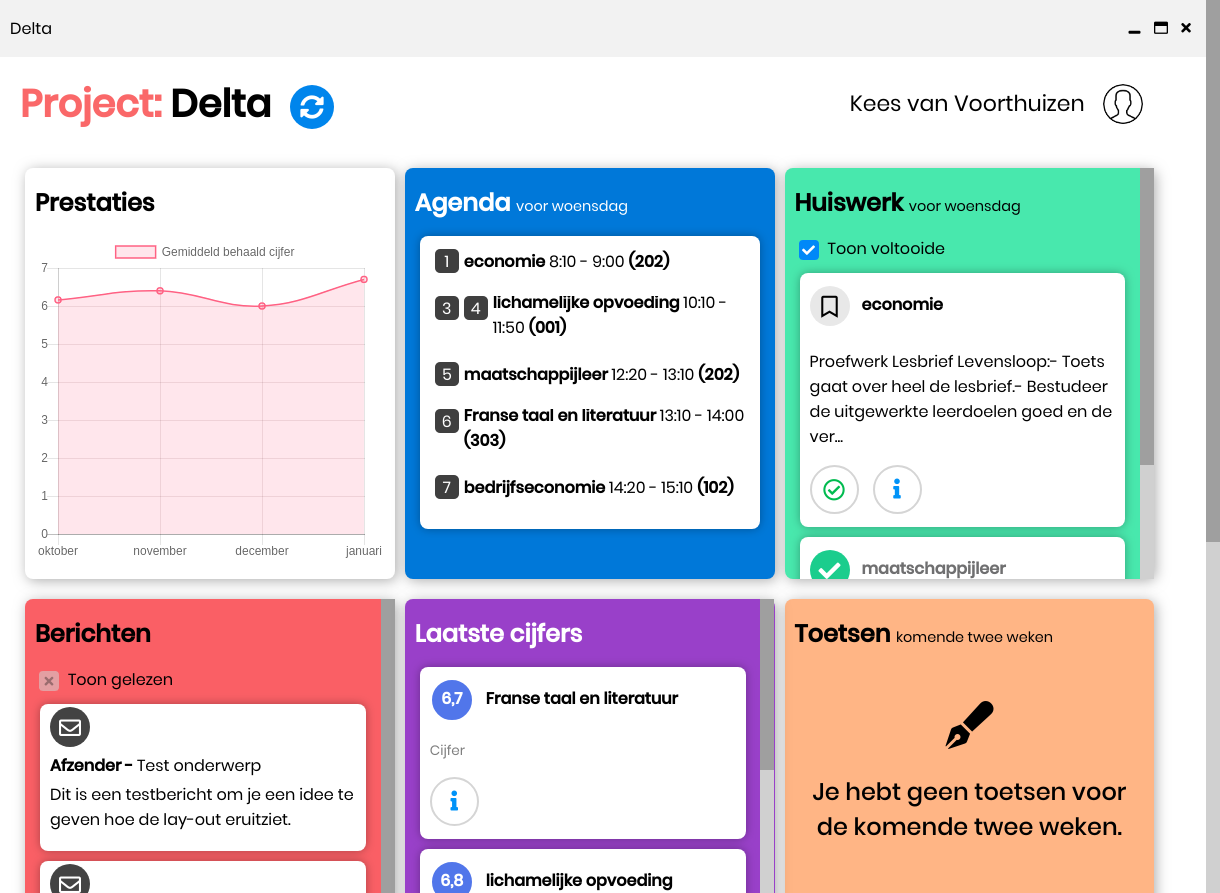 Delta
Project: Delta
Kees van Voorthuizen
Prestaties
Gemiddeld behaald cijfer
7
6
5
4
3
2
1
0
oktober november december januari
Agenda voor woensdag
1 economie 8:10 - 9:00 (202)
3 4 lichamelijke opvoeding 10:10 -
11:50 (001)
5 maatschappijleer 12:20 - 13:10 (202)
6 Franse taal en literatuur 13:10 - 14:00
(303)
7 bedrijfseconomie 14:20 - 15:10 (102)
Huiswerk voor woensdag
Toon voltooide
economie
Proefwerk Lesbrief Levensloop:- Toets
gaat over heel de lesbrief.- Bestudeer
de uitgewerkte leerdoelen goed en de
ver...
maatschappijleer
Berichten
Toon gelezen
Afzender - Test onderwerp
Dit is een testbericht om je een idee te
geven hoe de lay-out eruitziet.
Laatste cijfers
6,7 Franse taal en literatuur
Cijfer
6,8 lichamelijke opvoeding
Toetsen komende twee weken
Je hebt geen toetsen voor
de komende twee weken.